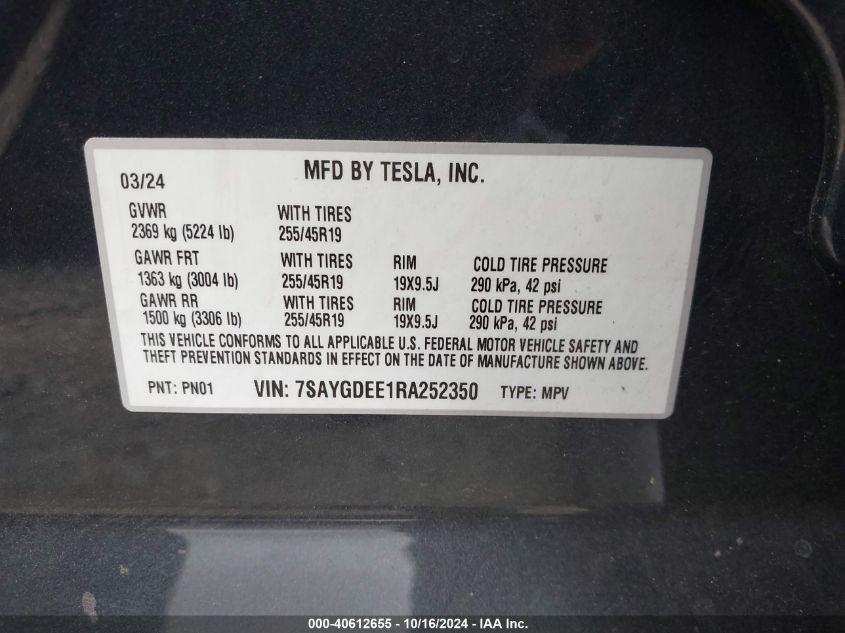 MFD BY TESLA, INC.
03/24
GVWR WITH TIRES
2369 kg (5224 lb) 255/45R19
GAWR FRT WITH TIRES RIM COLD TIRE PRESSURE
1363 kg (3004 lb) 255/45R19 19X9.5J 290 kPa, 42 psi
GAWR RR WITH TIRES RIM COLD TIRE PRESSURE
1500 kg (3306 lb) 255/45R19 19X9.5J 290 kPa, 42 psi
THIS VEHICLE CONFORMS TO ALL APPLICABLE U.S. FEDERAL MOTOR VEHICLE SAFETY AND
THEFT PREVENTION STANDARDS IN EFFECT ON THE DATE OF MANUFACTURE SHOWN ABOVE.
PNT: PN01 VIN: 7SAYGDEE1RA252350 TYPE: MPV
000-40612655 - 10/16/2024 - IAA Inc.